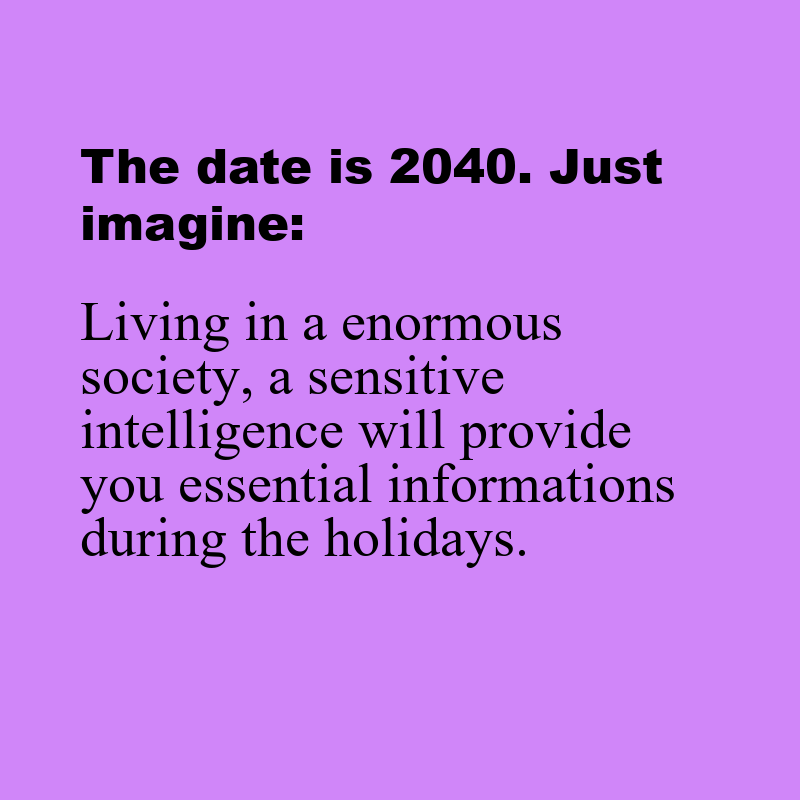 The date is 2040. Just
imagine:
Living in a enormous
society, a sensitive
intelligence will provide
you essential informations
during the holidays.